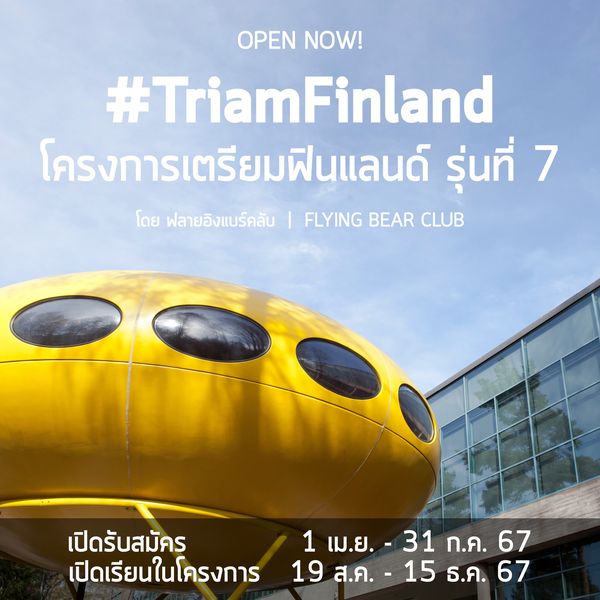 OPEN NOW!
#TriamFinland
โครงการเตรียมฟินแลนด์ รุ่นที่ 7
โดย ฟลายอิงแบร์คลับ | FLYING BEAR CLUB
เปิดรับสมัคร 1 เม.ย. - 31 ก.ค. 67
เปิดเรียนในโครงการ 19 ส.ค. - 15 ธ.ค. 67